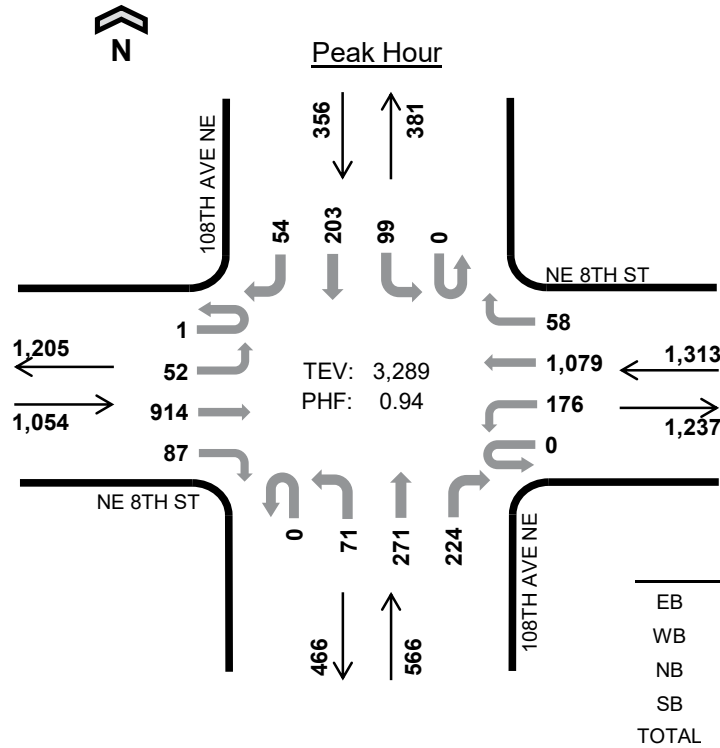 N
Peak Hour
356
381
108TH AVE NE
54
203
99
0
NE 8TH ST
1
58
1,205
52
TEV: 3,289
1,079
1,313
1,054
914
PHF: 0.94
176
1,237
87
0
NE 8TH ST
0
71
271
224
108TH AVE NE
466
566
EB
WB
NB
SB
TOTAL